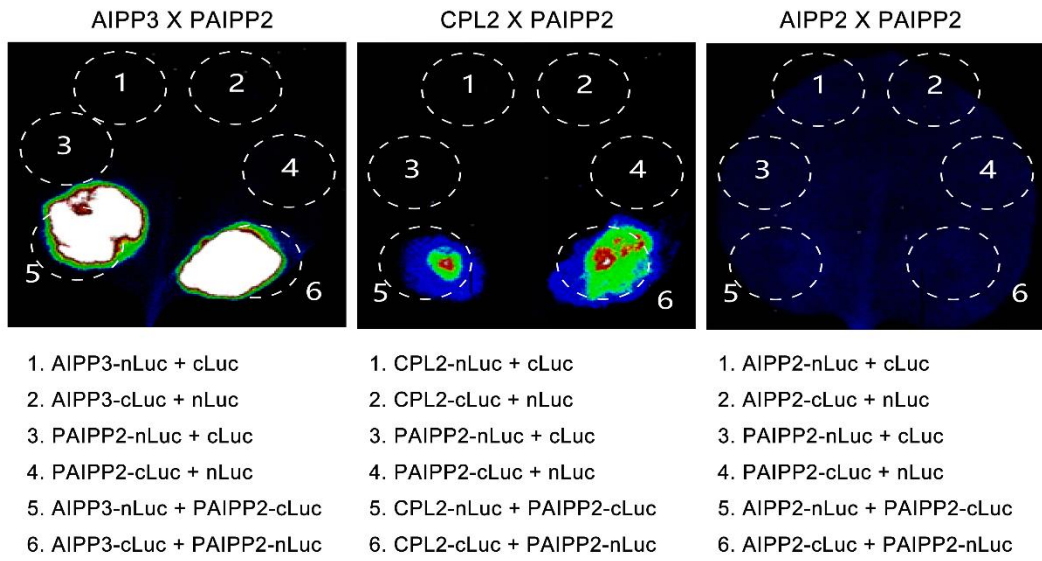 AIPP3 X PAIPP2
CPL2 X PAIPP2
AIPP2 X PAIPP2
1 2
3
4
5
6
1 2
3 4
5 6
1 2
3 4
5 6
1. AIPP3-nLuc + cLuc
2. AIPP3-cLuc + nLuc
3. PAIPP2-nLuc + cLuc
4. PAIPP2-cLuc + nLuc
5. AIPP3-nLuc + PAIPP2-cLuc
6. AIPP3-cLuc + PAIPP2-nLuc
1. CPL2-nLuc + cLuc
2. CPL2-cLuc + nLuc
3. PAIPP2-nLuc + cLuc
4. PAIPP2-cLuc + nLuc
5. CPL2-nLuc + PAIPP2-cLuc
6. CPL2-cLuc + PAIPP2-nLuc
1. AIPP2-nLuc + cLuc
2. AIPP2-cLuc + nLuc
3. PAIPP2-nLuc + cLuc
4. PAIPP2-cLuc + nLuc
5. AIPP2-nLuc + PAIPP2-cLuc
6. AIPP2-cLuc + PAIPP2-nLuc